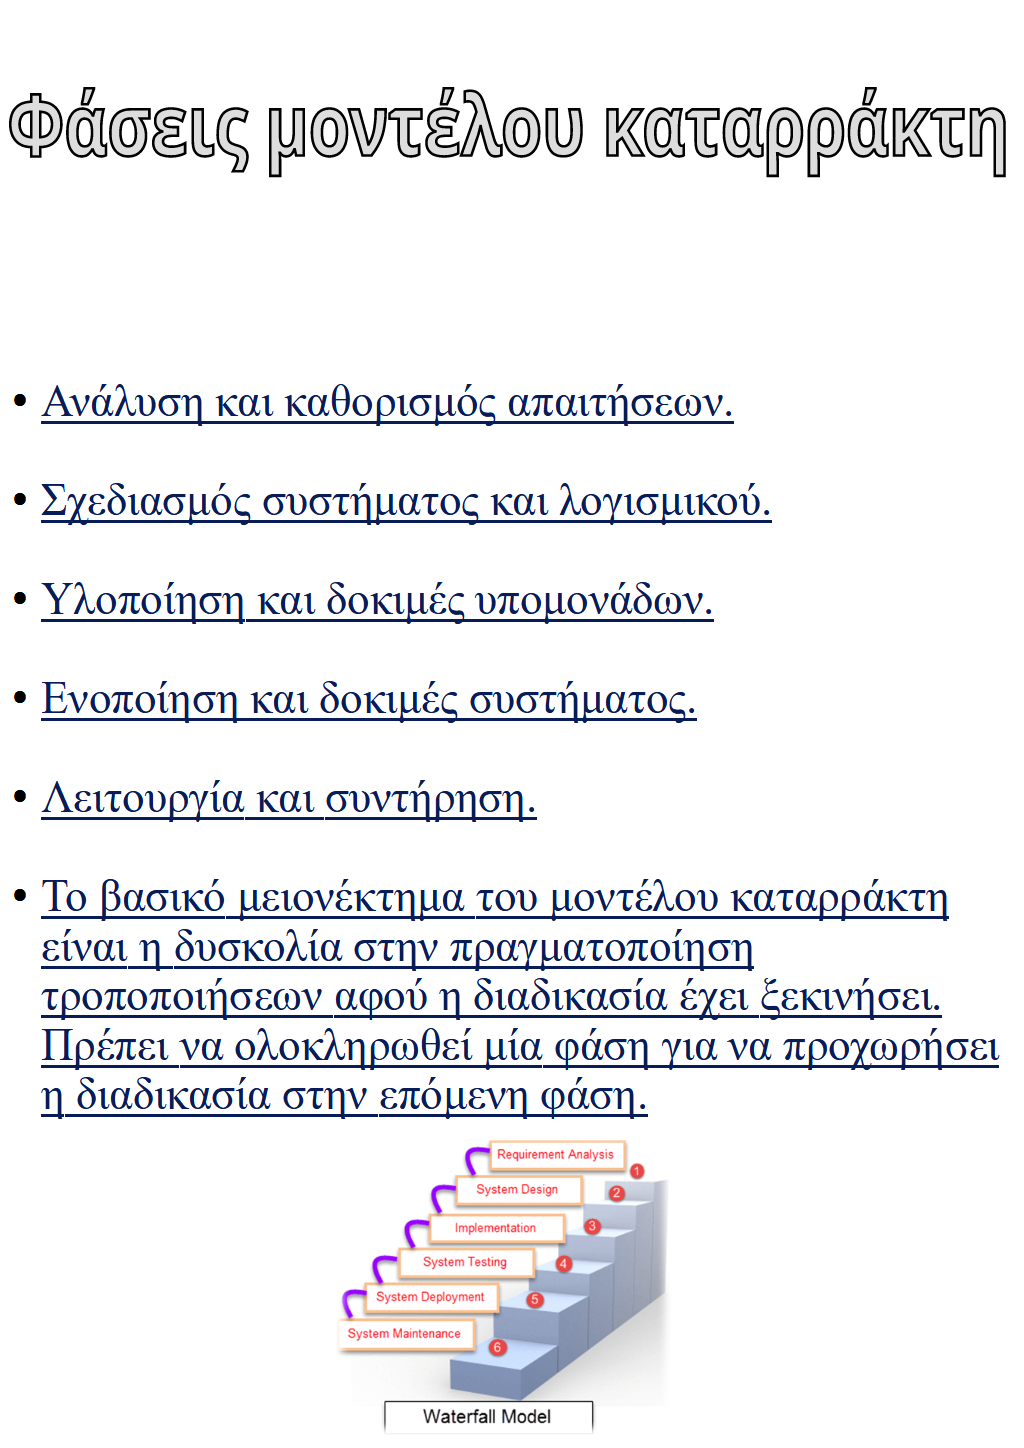 Φάσεις μοντέλου καταρράκτη
• Ανάλυση και καθορισμός απαιτήσεων.
• Σχεδιασμός συστήματος και λογισμικού.
• Υλοποίηση και δοκιμές υπομονάδων.
• Ενοποίηση και δοκιμές συστήματος.
• Λειτουργία και συντήρηση.
• Το βασικό μειονέκτημα του μοντέλου καταρράκτη
είναι η δυσκολία στην πραγματοποίηση
τροποποιήσεων αφού η διαδικασία έχει ξεκινήσει.
Πρέπει να ολοκληρωθεί μία φάση για να προχωρήσει
η διαδικασία στην επόμενη φάση.
Requirement Analysis
1
System Design
2
Implementation
3
System Testing
4
System Deployment
5
System Maintenance
6
Waterfall Model